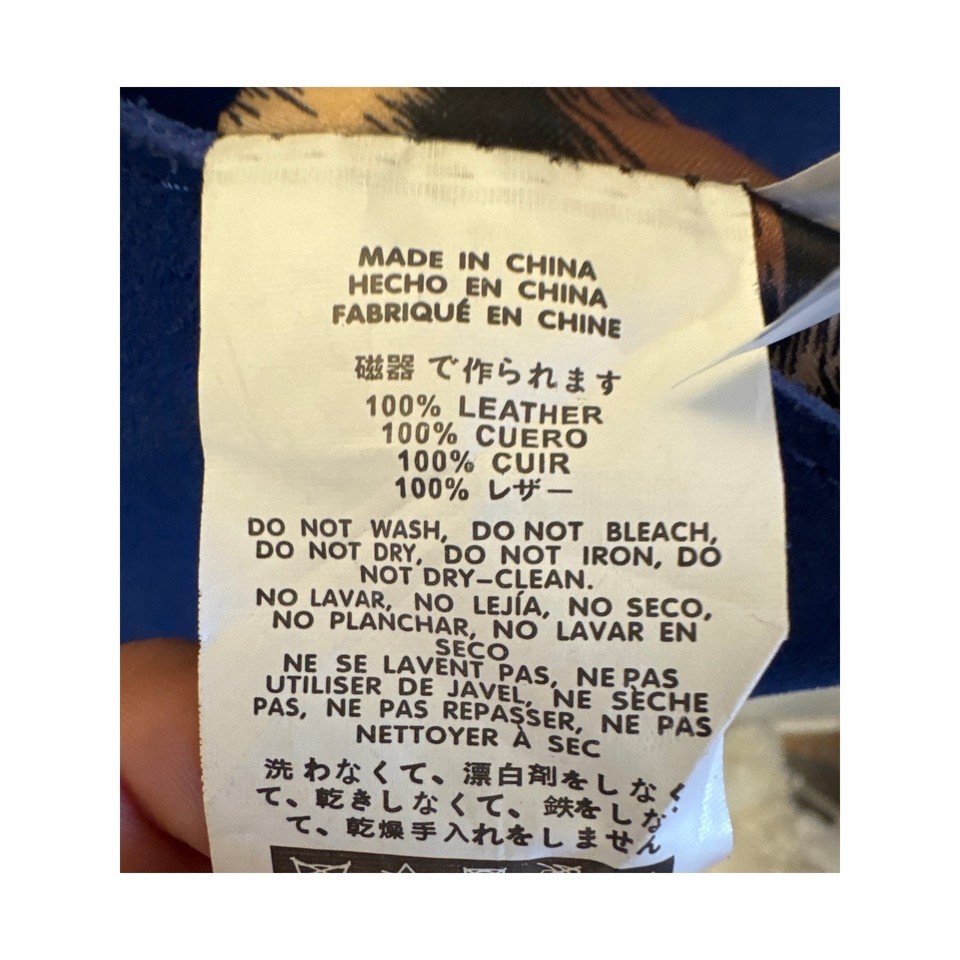 MADE IN CHINA
HECHO EN CHINA
FABRIQUÉ EN CHINE
磁器 で作られます
100% LEATHER
100% CUERO
100% CUIR
100% レザー
DO NOT WASH, DO NOT BLEACH,
DO NOT DRY, DO NOT IRON, DO
NOT DRY-CLEAN.
NO LAVAR, NO LEJÍA, NO SECO,
NO PLANCHAR, NO LAVAR EN
SECO
NE SE LAVENT PAS, NE PAS
UTILISER DE JAVEL, NE SÈCHE
PAS, NE PAS REPASSER, NE PAS
NETTOYER À SEC
洗わなくて、漂白剤をしなく
て、乾きしなくて、鉄をしな
て、乾燥手入れをしません